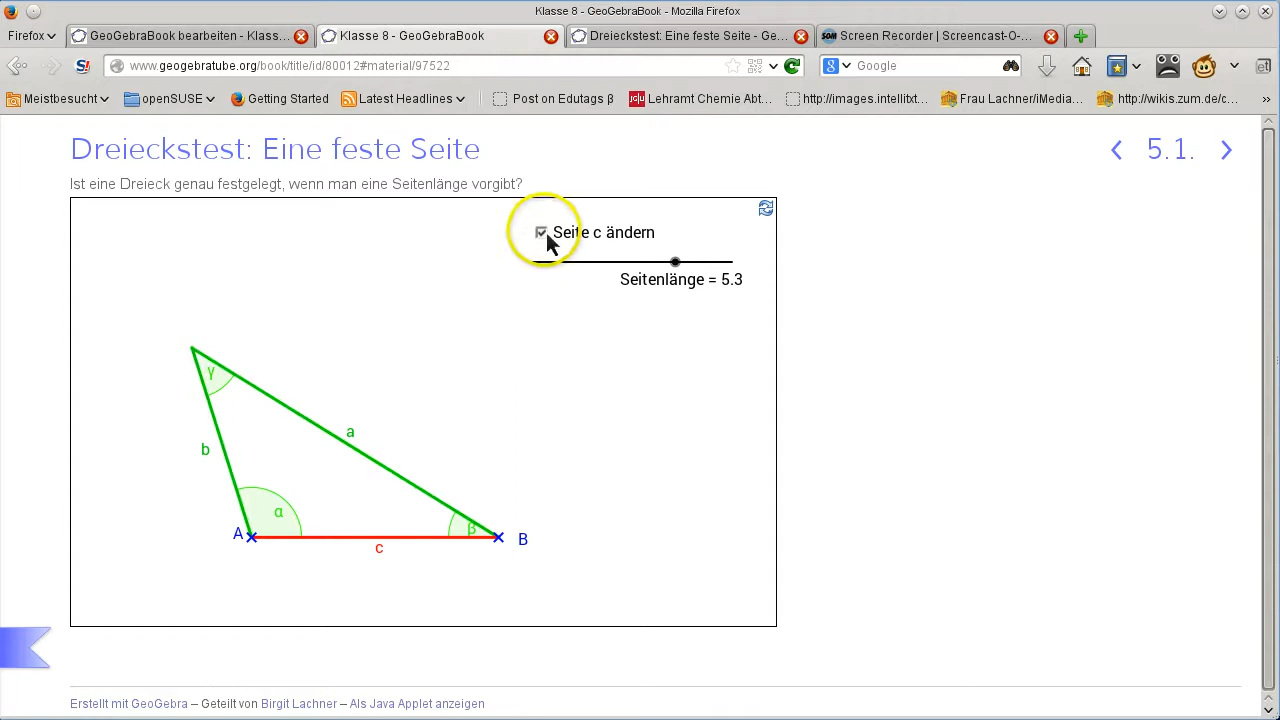 Klasse 8 - GeoGebraBook - Mozilla Firefox
Firefox
GeoGebraBook bearbeiten - Klass...
Klasse 8 - GeoGebraBook
Dreieckstest: Eine feste Seite - Ge...
SOM Screen Recorder | Screencast-O-...
S!
www.geogebratube.org/book/title/id/80012#material/97522
8
Google
Meistbesucht
openSUSE
Getting Started
Latest Headlines
Post on Edutags β
Lehramt Chemie Abt...
http://images.intellitxt...
Frau Lachner/iMedia...
http://wikis.zum.de/c...
»
Dreieckstest: Eine feste Seite
5.1.
Ist eine Dreieck genau festgelegt, wenn man eine Seitenlänge vorgibt?
Seite c ändern
Seitenlänge = 5.3
γ
a
b
α
β
A
B
c
Erstellt mit GeoGebra – Geteilt von Birgit Lachner – Als Java Applet anzeigen